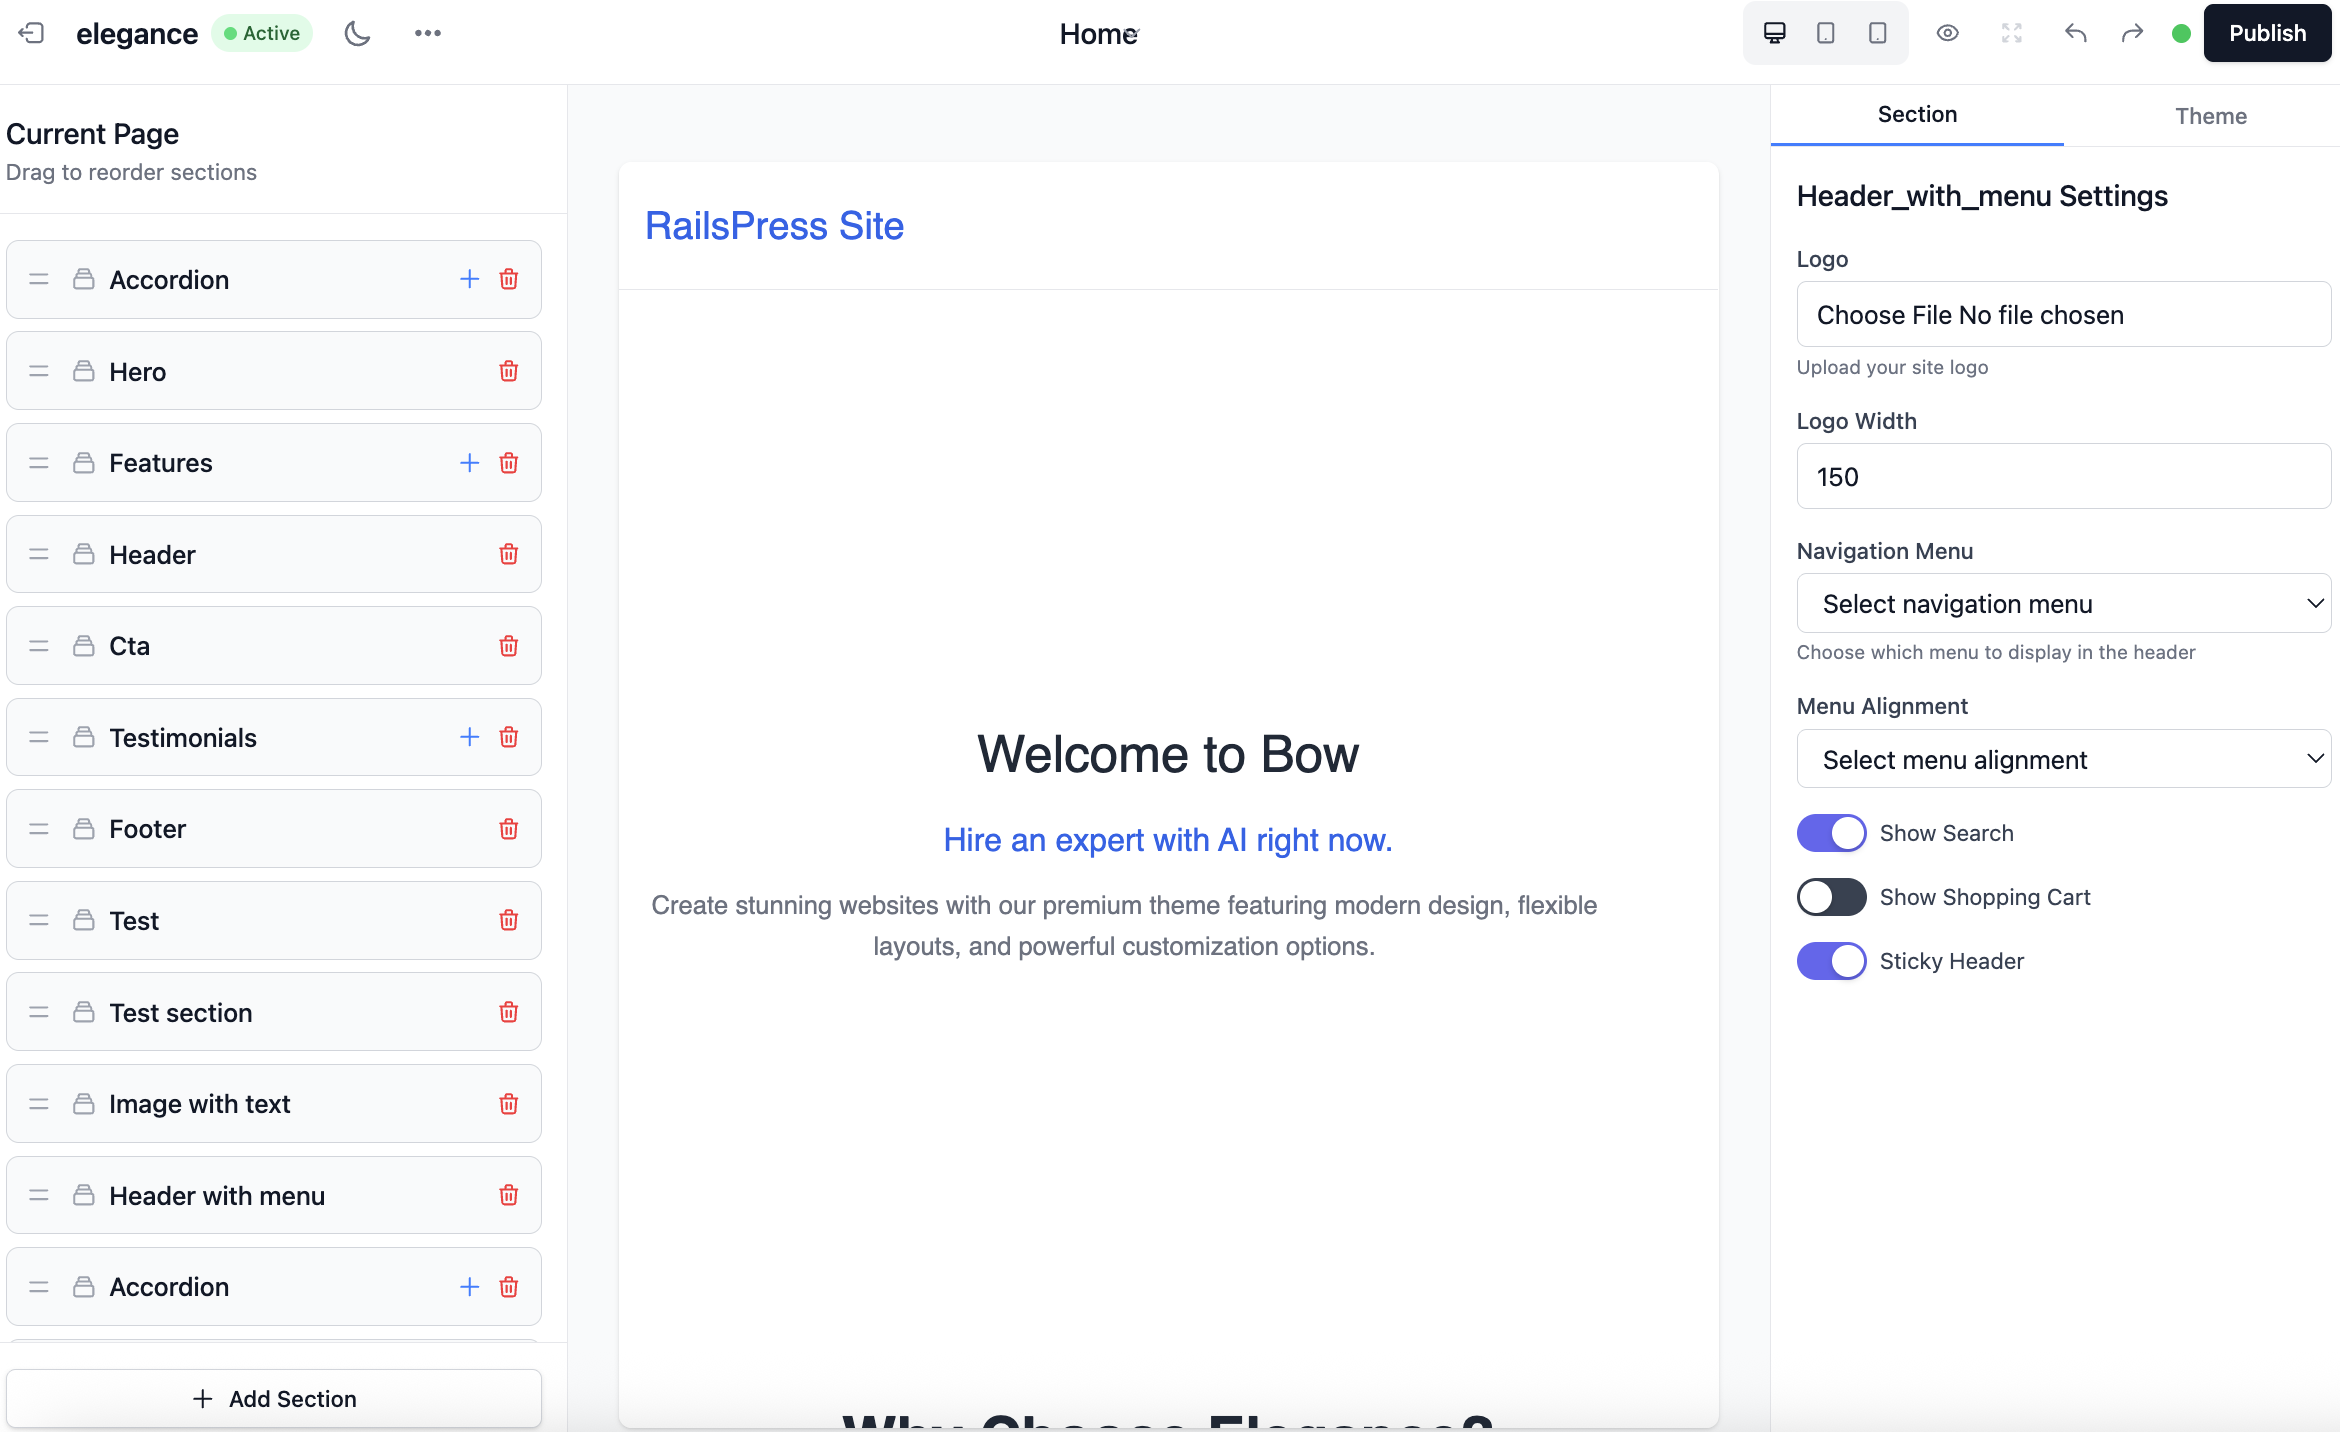 elegance
Active
Home
Publish
Current Page
Drag to reorder sections
Accordion
Hero
Features
Header
Cta
Testimonials
Footer
Test
Test section
Image with text
Header with menu
Accordion
Add Section
RailsPress Site
Welcome to Bow
Hire an expert with AI right now.
Create stunning websites with our premium theme featuring modern design, flexible
layouts, and powerful customization options.
Why Choose Elegance?
Section
Theme
Header_with_menu Settings
Logo
Choose File No file chosen
Upload your site logo
Logo Width
150
Navigation Menu
Select navigation menu
Choose which menu to display in the header
Menu Alignment
Select menu alignment
Show Search
Show Shopping Cart
Sticky Header